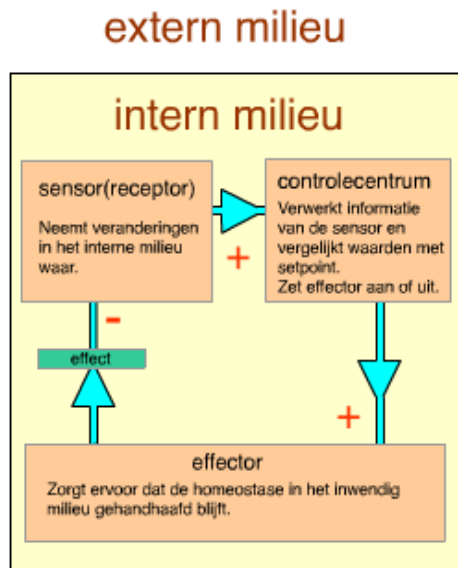 extern milieu
intern milieu
sensor(receptor)
Neemt veranderingen
in het interne milieu
waar.
+
controlecentrum
Verwerkt informatie
van de sensor en
vergelijkt waarden met
setpoint.
Zet effector aan of uit.
-
effect
+
effector
Zorgt ervoor dat de homeostase in het inwendig
milieu gehandhaafd blijft.